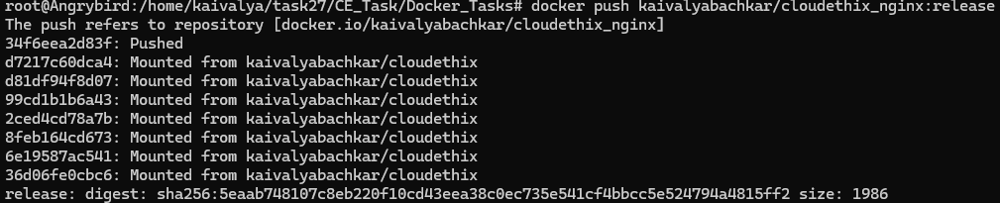 root@Angrybird:/home/kaivalya/task27/CE_Task/Docker_Tasks# docker push kaivalyabachkar/cloudethix_nginx:release
The push refers to repository [docker.io/kaivalyabachkar/cloudethix_nginx]
34f6eea2d83f: Pushed
d7217c60dca4: Mounted from kaivalyabachkar/cloudethix
d81df94f8d07: Mounted from kaivalyabachkar/cloudethix
99cd1b1b6a43: Mounted from kaivalyabachkar/cloudethix
2ced4cd78a7b: Mounted from kaivalyabachkar/cloudethix
8feb164cd673: Mounted from kaivalyabachkar/cloudethix
6e19587ac541: Mounted from kaivalyabachkar/cloudethix
36d06fe0cbc6: Mounted from kaivalyabachkar/cloudethix
release: digest: sha256:5eaab748107c8eb220f10cd43eea38c0ec735e541cf4bbcc5e524794a4815ff2 size: 1986